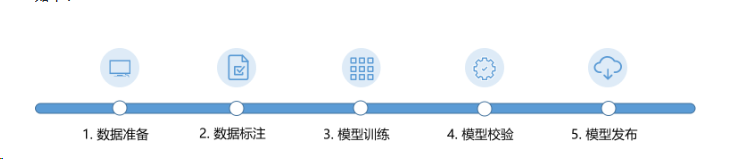 1. 数据准备
2. 数据标注
3. 模型训练
4. 模型校验
5. 模型发布